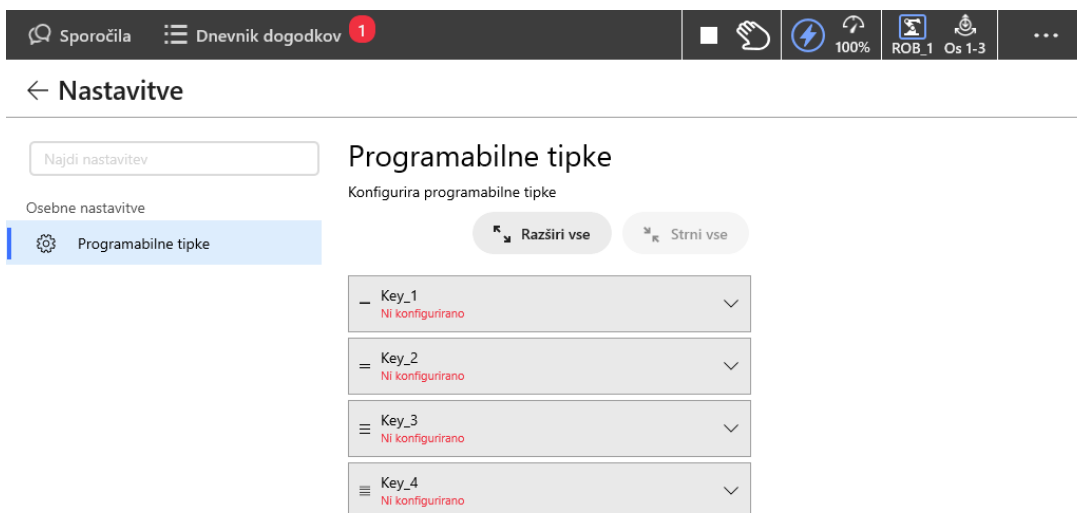 Sporočila Dnevnik dogodkov 1
100% ROB_1 Os 1-3
Nastavitve
Najdi nastavitev
Osebne nastavitve
Programabilne tipke
Programabilne tipke
Konfigurira programabilne tipke
Razširi vse Strni vse
Key_1
Ni konfigurirano
Key_2
Ni konfigurirano
Key_3
Ni konfigurirano
Key_4
Ni konfigurirano